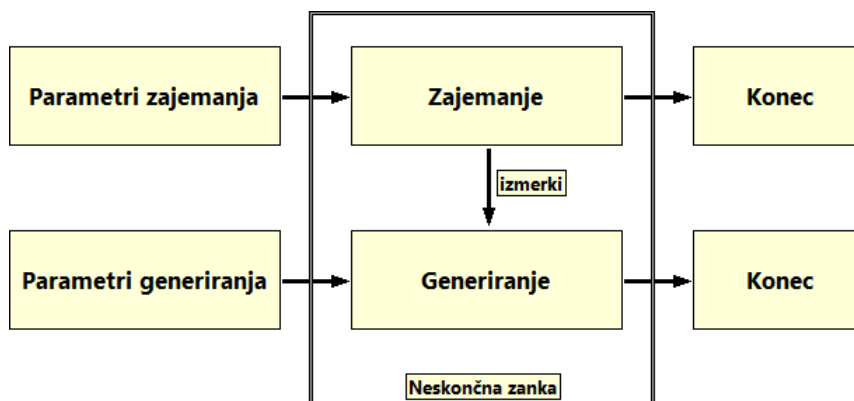 Parametri zajemanja
Zajemanje
Konec
izmerki
Parametri generiranja
Generiranje
Konec
Neskončna zanka